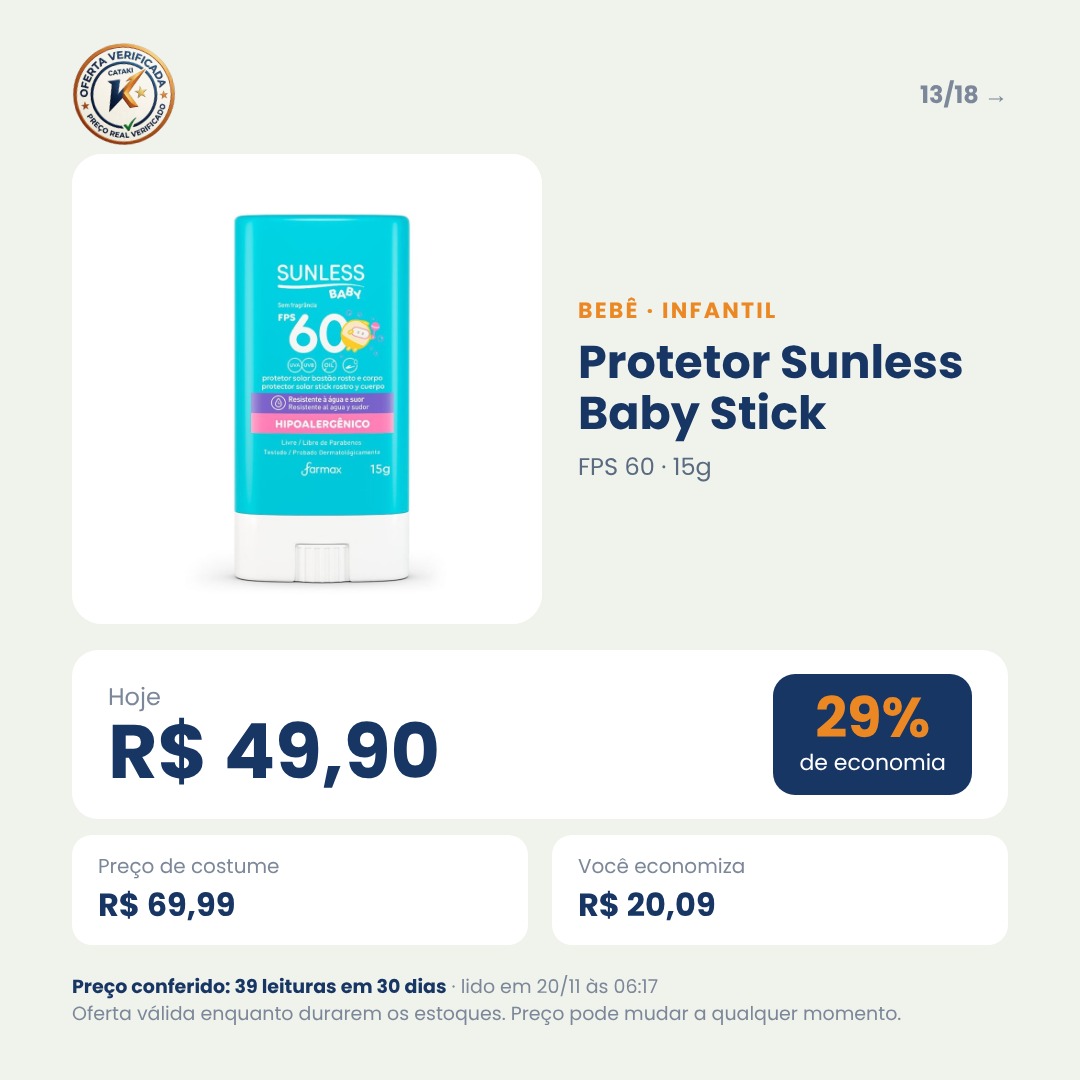 OFERTA VERIFICADA
CATAKI
K
PREÇO REAL VERIFICADO
13/18 →
SUNLESS
BABY
Sem fragrância
FPS
60
UVA UVB OIL
protetor solar bastão rosto e corpo
protector solar stick rostro y cuerpo
Resistente à água e suor
Resistente al agua y sudor
HIPOALERGÊNICO
Livre / Libre de Parabenos
Testado / Probado Dermatológicamente
farmax 15g
BEBÊ · INFANTIL
Protetor Sunless
Baby Stick
FPS 60 · 15g
Hoje
R$ 49,90
29%
de economia
Preço de costume
R$ 69,99
Você economiza
R$ 20,09
Preço conferido: 39 leituras em 30 dias · lido em 20/11 às 06:17
Oferta válida enquanto durarem os estoques. Preço pode mudar a qualquer momento.